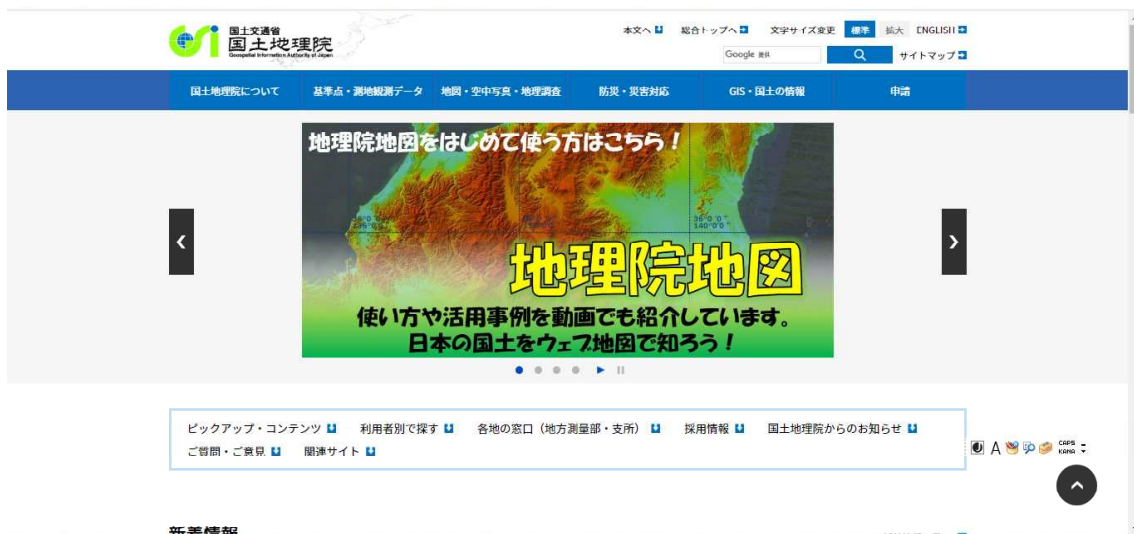 国土交通省
国土地理院
Geospatial Information Authority of Japan
本文へ 総合トップへ 文字サイズ変更 標準 拡大 ENGLISH
Google 提供 サイトマップ
国土地理院について 基準点・測地観測データ 地図・空中写真・地理調査 防災・災害対応 GIS・国土の情報 申請
地理院地図をはじめて使う方はこちら！
地理院地図
使い方や活用事例を動画でも紹介しています。
日本の国土をウェブ地図で知ろう！
ピックアップ・コンテンツ 利用者別で探す 各地の窓口（地方測量部・支所） 採用情報 国土地理院からのお知らせ
ご質問・ご意見 関連サイト
A CAPS
KANA
新着情報